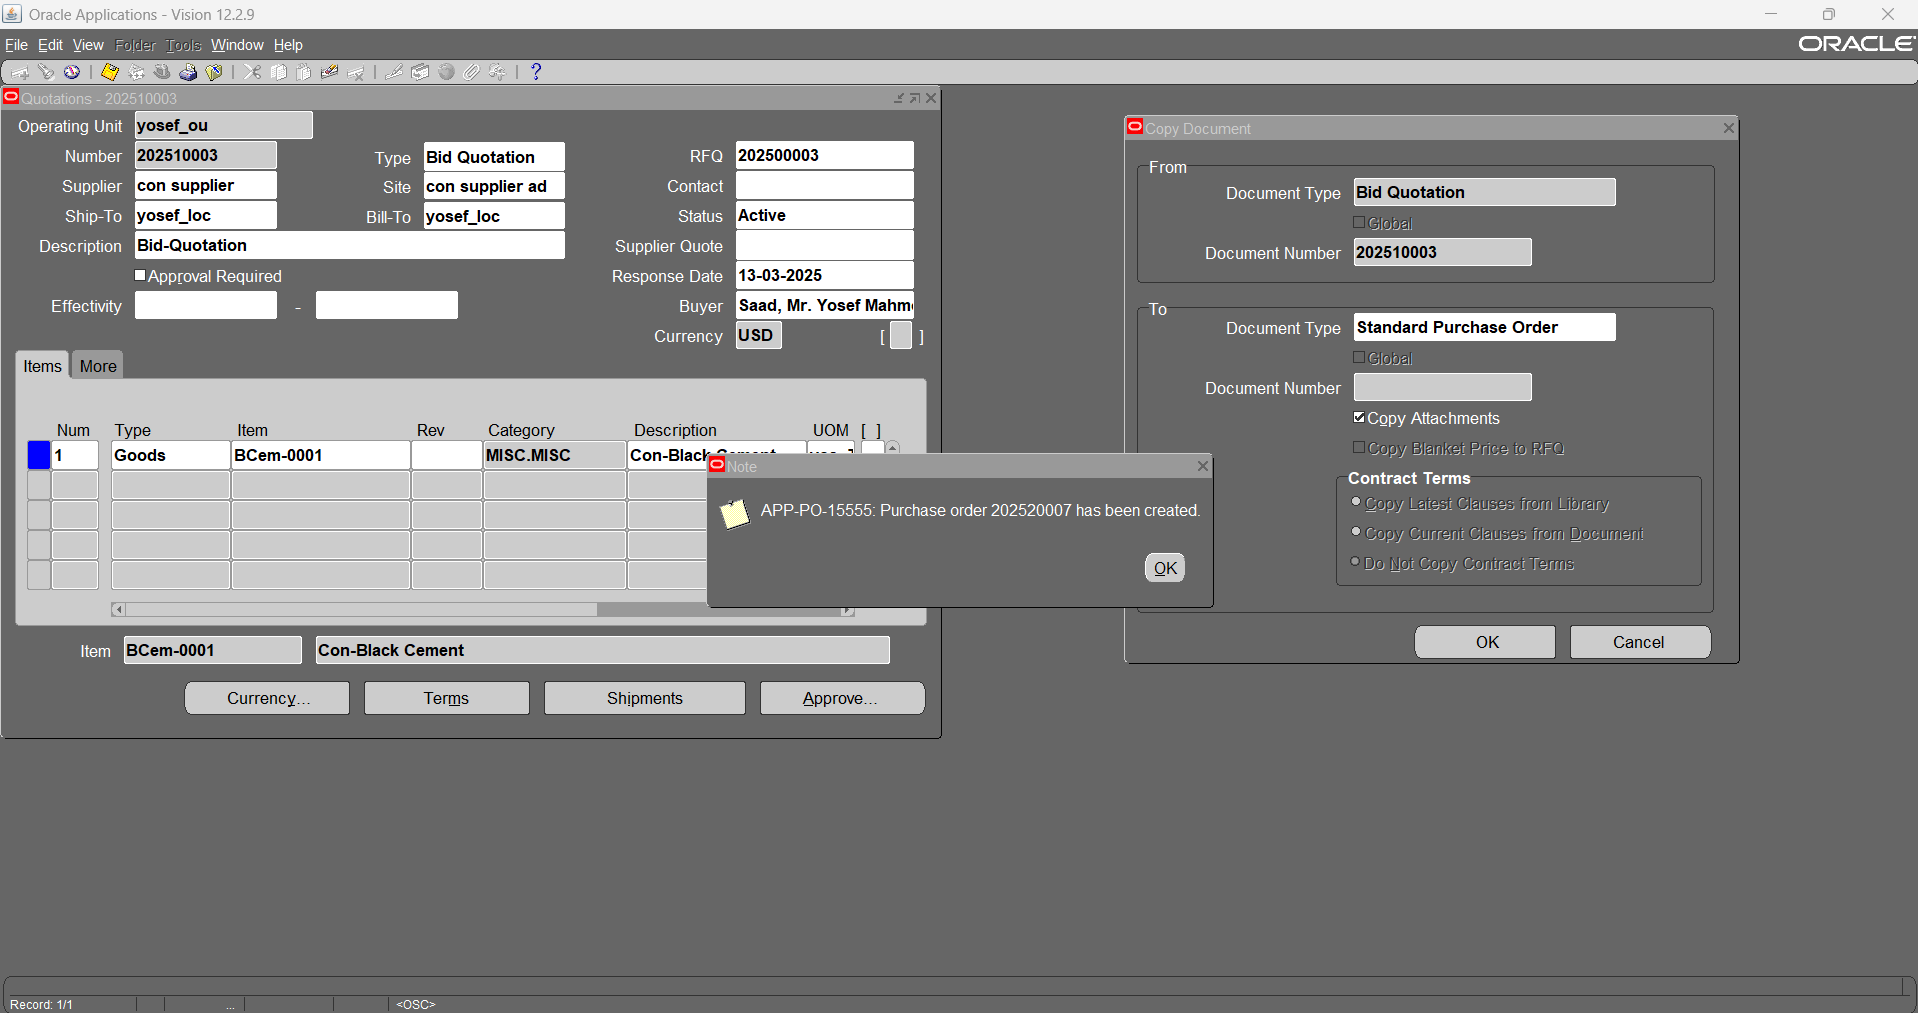 Oracle Applications - Vision 12.2.9
File Edit View Folder Tools Window Help
ORACLE
Quotations - 202510003
Operating Unit yosef_ou
Number 202510003 Type Bid Quotation RFQ 202500003
Supplier con supplier Site con supplier ad Contact
Ship-To yosef_loc Bill-To yosef_loc Status Active
Description Bid-Quotation Supplier Quote
Approval Required Response Date 13-03-2025
Effectivity - Buyer Saad, Mr. Yosef Mahm
Currency USD [ ]
Items More
Num Type Item Rev Category Description UOM [ ]
1 Goods BCem-0001 MISC.MISC Con-Black Cement
Item BCem-0001 Con-Black Cement
Currency... Terms Shipments Approve...
Copy Document
From
Document Type Bid Quotation
Global
Document Number 202510003
To
Document Type Standard Purchase Order
Global
Document Number
Copy Attachments
Copy Blanket Price to RFQ
Contract Terms
Copy Latest Clauses from Library
Copy Current Clauses from Document
Do Not Copy Contract Terms
OK Cancel
Note
APP-PO-15555: Purchase order 202520007 has been created.
OK
Record: 1/1 ... <OSC>